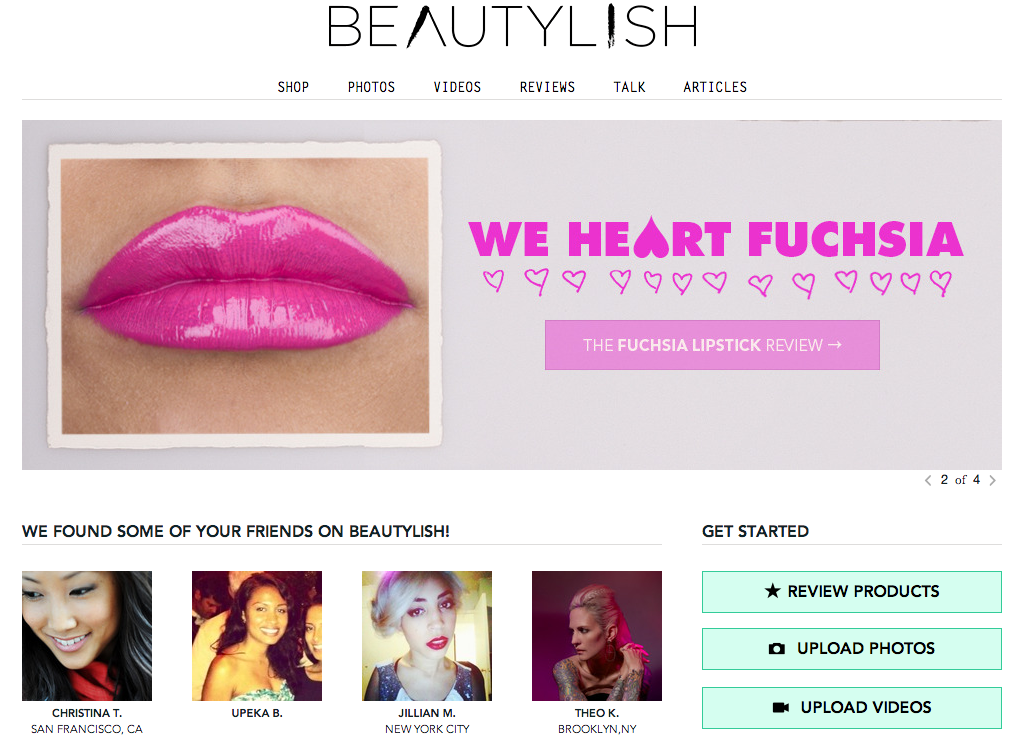 BEAUTYLISH
SHOP PHOTOS VIDEOS REVIEWS TALK ARTICLES
WE HEART FUCHSIA
THE FUCHSIA LIPSTICK REVIEW →
2 of 4
WE FOUND SOME OF YOUR FRIENDS ON BEAUTYLISH!
CHRISTINA T.
SAN FRANCISCO, CA
UPEKA B.
JILLIAN M.
NEW YORK CITY
THEO K.
BROOKLYN,NY
GET STARTED
REVIEW PRODUCTS
UPLOAD PHOTOS
UPLOAD VIDEOS